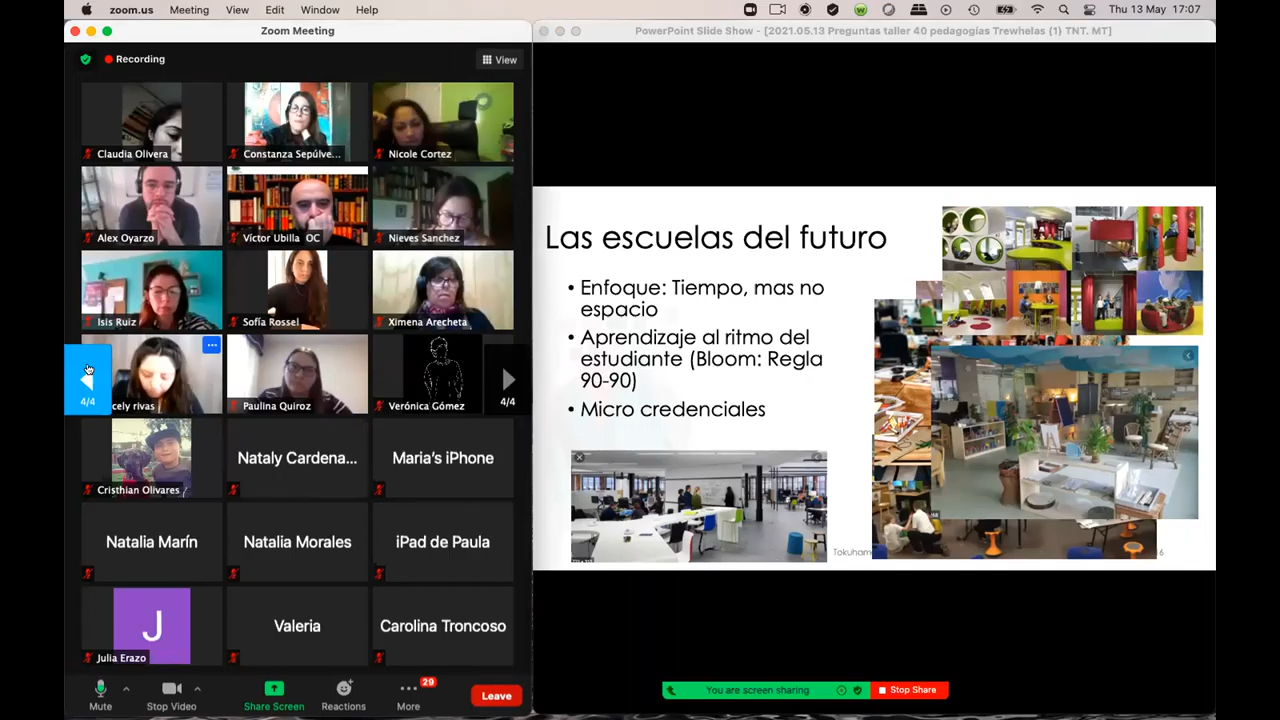 zoom.us Meeting View Edit Window Help
Thu 13 May 17:07
Zoom Meeting
Recording
View
Claudia Olivera
Constanza Sepúlve...
Nicole Cortez
Alex Oyarzo
Víctor Ubilla OC
Nieves Sanchez
Isis Ruiz
Sofía Rossel
Ximena Arecheta
cely rivas
Paulina Quiroz
Verónica Gómez
4/4
4/4
Cristhian Olivares
Nataly Cardena...
Maria's iPhone
Natalia Marín
Natalia Morales
iPad de Paula
J
Julia Erazo
Valeria
Carolina Troncoso
Mute
Stop Video
Share Screen
Reactions
29
More
Leave
PowerPoint Slide Show - [2021.05.13 Preguntas taller 40 pedagogías Trewhelas (1) TNT. MT]
Las escuelas del futuro
• Enfoque: Tiempo, mas no
espacio
• Aprendizaje al ritmo del
estudiante (Bloom: Regla
90-90)
• Micro credenciales
Tokuham
16
You are screen sharing
Stop Share